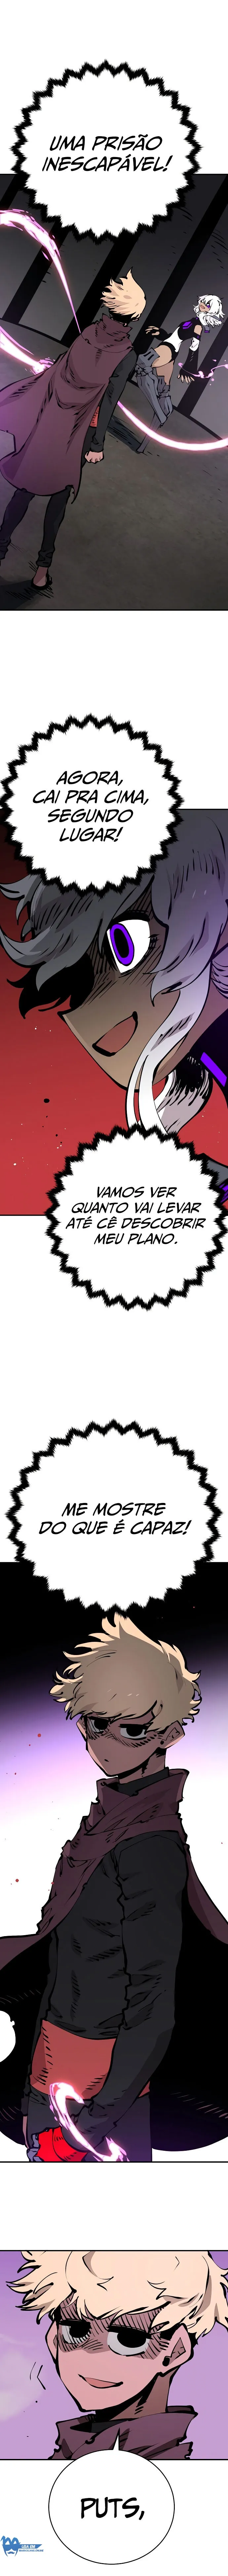 UMA PRISÃO
INESCAPÁVEL!
AGORA,
CAI PRA CIMA,
SEGUNDO
LUGAR!
VAMOS VER
QUANTO VAI LEVAR
ATÉ CÊ DESCOBRIR
MEU PLANO.
ME MOSTRE
DO QUE É CAPAZ!
PUTS,